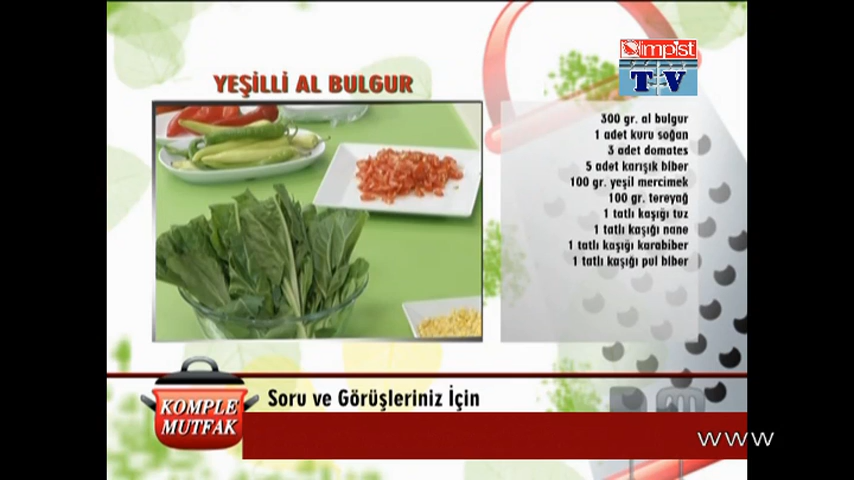 Olimpist
TV
YEŞİLLİ AL BULGUR
300 gr. al bulgur
1 adet kuru soğan
3 adet domates
5 adet karışık biber
100 gr. yeşil mercimek
100 gr. tereyağ
1 tatlı kaşığı tuz
1 tatlı kaşığı nane
1 tatlı kaşığı karabiber
1 tatlı kaşığı pul biber
KOMPLE
MUTFAK
Soru ve Görüşleriniz İçin
www